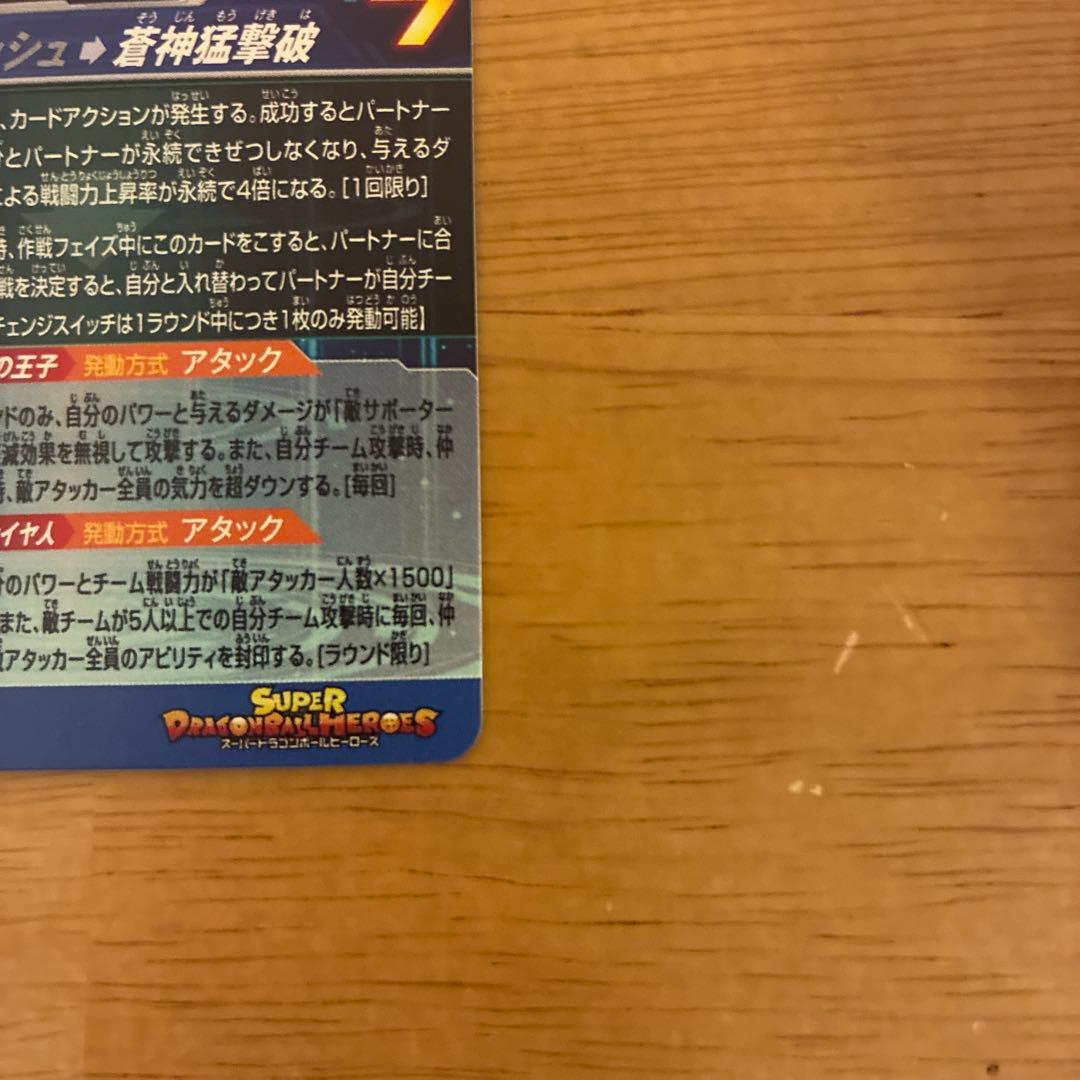 シュ➡蒼神猛撃破
、カードアクションが発生する。成功するとパートナー
とパートナーが永続できぜつしなくなり、与えるダ
よる戦闘力上昇率が永続で4倍になる。[1回限り]
、作戦フェイズ中にこのカードをこすると、パートナーに合
戦を決定すると、自分と入れ替わってパートナーが自分チー
チェンジスイッチは1ラウンド中につき1枚のみ発動可能】
の王子 発動方式 アタック
ドのみ、自分のパワーと与えるダメージが「敵サポーター
減効果を無視して攻撃する。また、自分チーム攻撃時、仲
、敵アタッカー全員の気力を超ダウンする。[毎回]
イヤ人 発動方式 アタック
のパワーとチーム戦闘力が「敵アタッカー人数×1500」
また、敵チームが5人以上での自分チーム攻撃時に毎回、仲
アタッカー全員のアビリティを封印する。[ラウンド限り]
SUPER
DRAGONBALL HEROES
スーパードラゴンボールヒーローズ